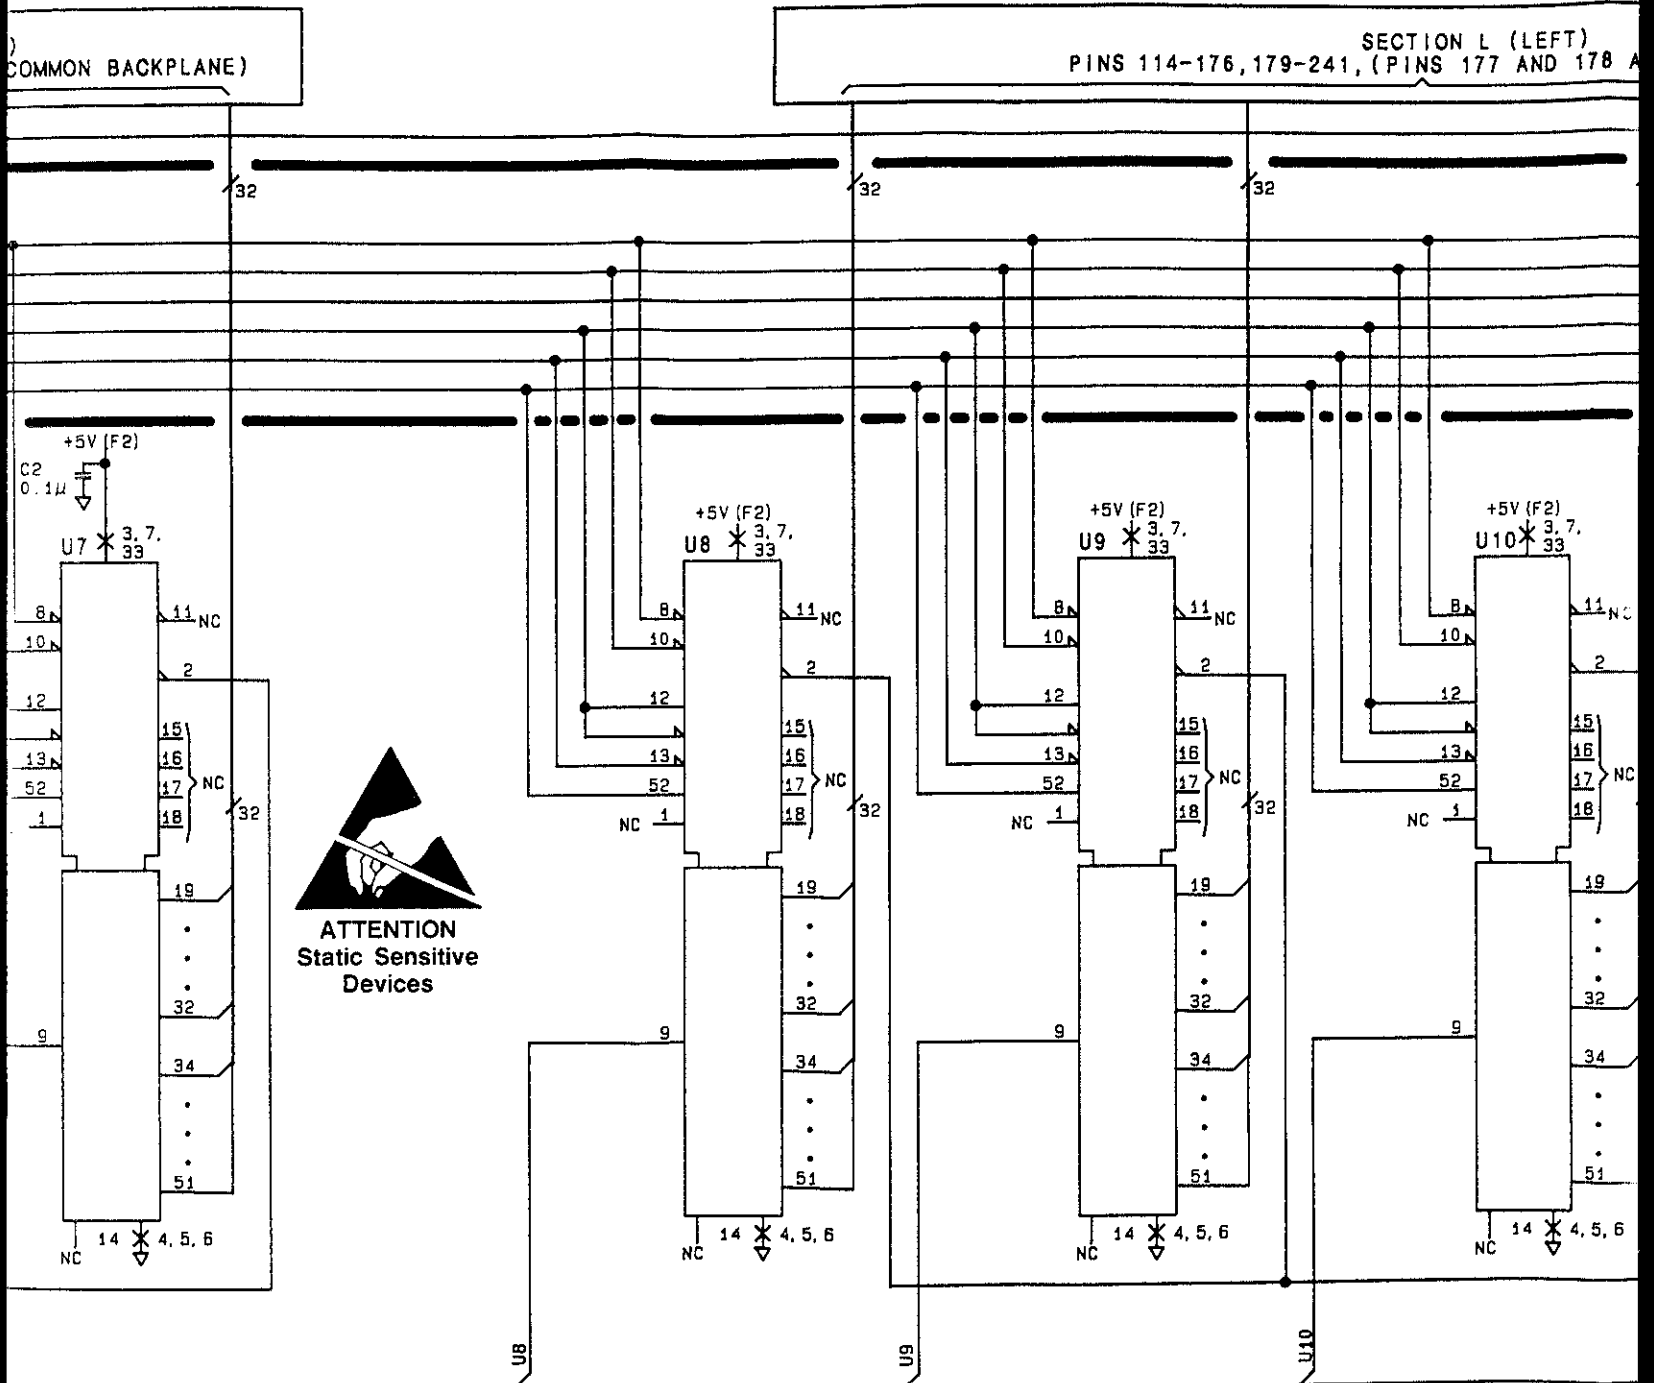 )
COMMON BACKPLANE)
SECTION L (LEFT)
PINS 114-176,179-241,(PINS 177 AND 178 A
32
32
32
+5V (F2)
C2
0.1µ
U7
3,7,
33
8
10
12
13
52
1
11
NC
2
15
16
17
18
NC
32
19
32
34
51
9
NC
14
4,5,6
ATTENTION
Static Sensitive
Devices
+5V (F2)
U8
3,7,
33
8
10
12
13
52
NC 1
11
NC
2
15
16
17
18
NC
32
19
32
34
51
9
NC
14
4,5,6
U8
+5V (F2)
U9
3,7,
33
8
10
12
13
52
NC 1
11
NC
2
15
16
17
18
NC
32
19
32
34
51
9
NC
14
4,5,6
U9
+5V (F2)
U10
3,7,
33
8
10
12
13
52
NC 1
11
NC
2
15
16
17
18
NC
19
32
34
51
9
NC
14
4,5,6
U10